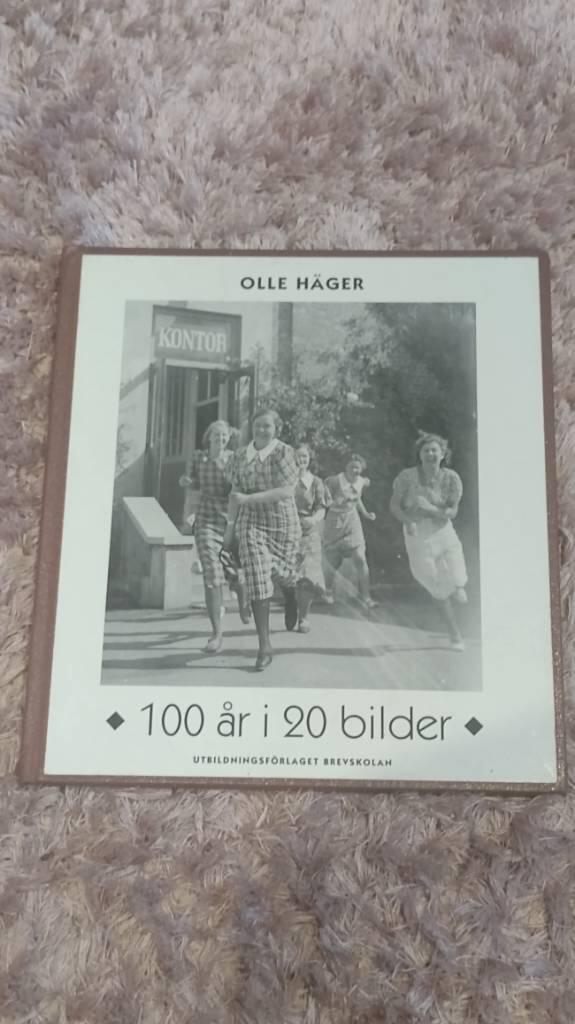 OLLE HÄGER
KONTOR
◆ 100 år i 20 bilder ◆
UTBILDNINGSFÖRLAGET BREVSKOLAN